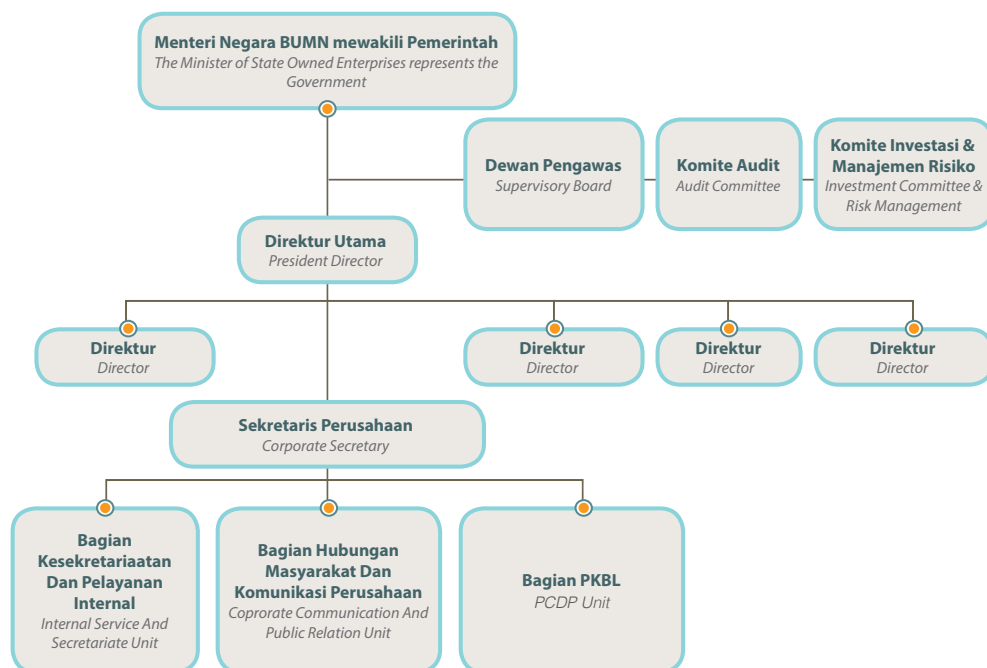 Menteri Negara BUMN mewakili Pemerintah
The Minister of State Owned Enterprises represents the
Government
Dewan Pengawas
Supervisory Board
Komite Audit
Audit Committee
Komite Investasi &
Manajemen Risiko
Investment Committee &
Risk Management
Direktur Utama
President Director
Direktur
Director
Direktur
Director
Direktur
Director
Direktur
Director
Sekretaris Perusahaan
Corporate Secretary
Bagian
Kesekretariaatan
Dan Pelayanan
Internal
Internal Service And
Secretariate Unit
Bagian Hubungan
Masyarakat Dan
Komunikasi Perusahaan
Coprorate Communication And
Public Relation Unit
Bagian PKBL
PCDP Unit